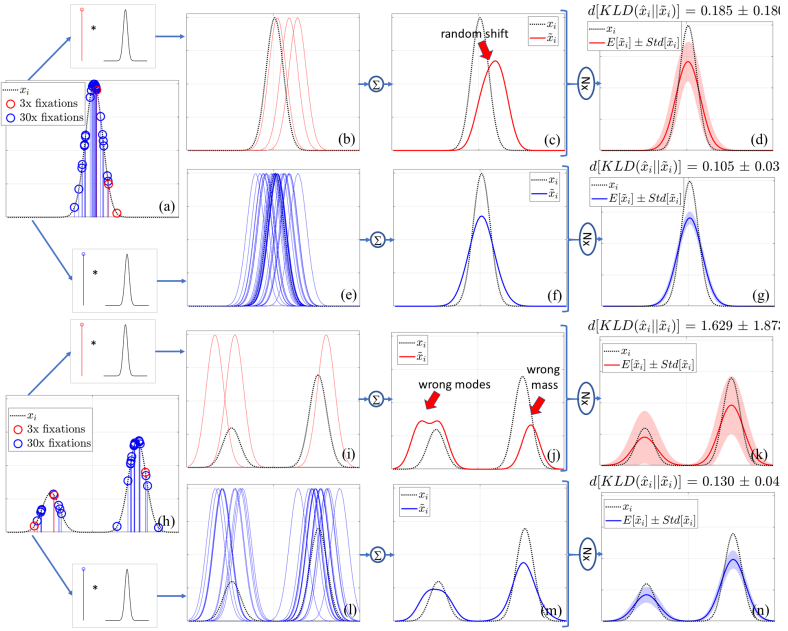 *
x_i
x̃_i
(b)
Σ
random shift
x_i
x̃_i
(c)
Nx
d[KLD(x̂_i||x̃_i)] = 0.185 ± 0.180
x_i
E[x̃_i] ± Std[x̃_i]
(d)
x_i
3x fixations
30x fixations
(a)
*
(e)
Σ
x_i
x̃_i
(f)
Nx
d[KLD(x̂_i||x̃_i)] = 0.105 ± 0.03
x_i
E[x̃_i] ± Std[x̃_i]
(g)
*
(i)
Σ
x_i
x̃_i
wrong modes
wrong
mass
(j)
Nx
d[KLD(x̂_i||x̃_i)] = 1.629 ± 1.873
x_i
E[x̃_i] ± Std[x̃_i]
(k)
x_i
3x fixations
30x fixations
(h)
*
(l)
Σ
x_i
x̃_i
(m)
Nx
d[KLD(x̂_i||x̃_i)] = 0.130 ± 0.04
x_i
E[x̃_i] ± Std[x̃_i]
(n)